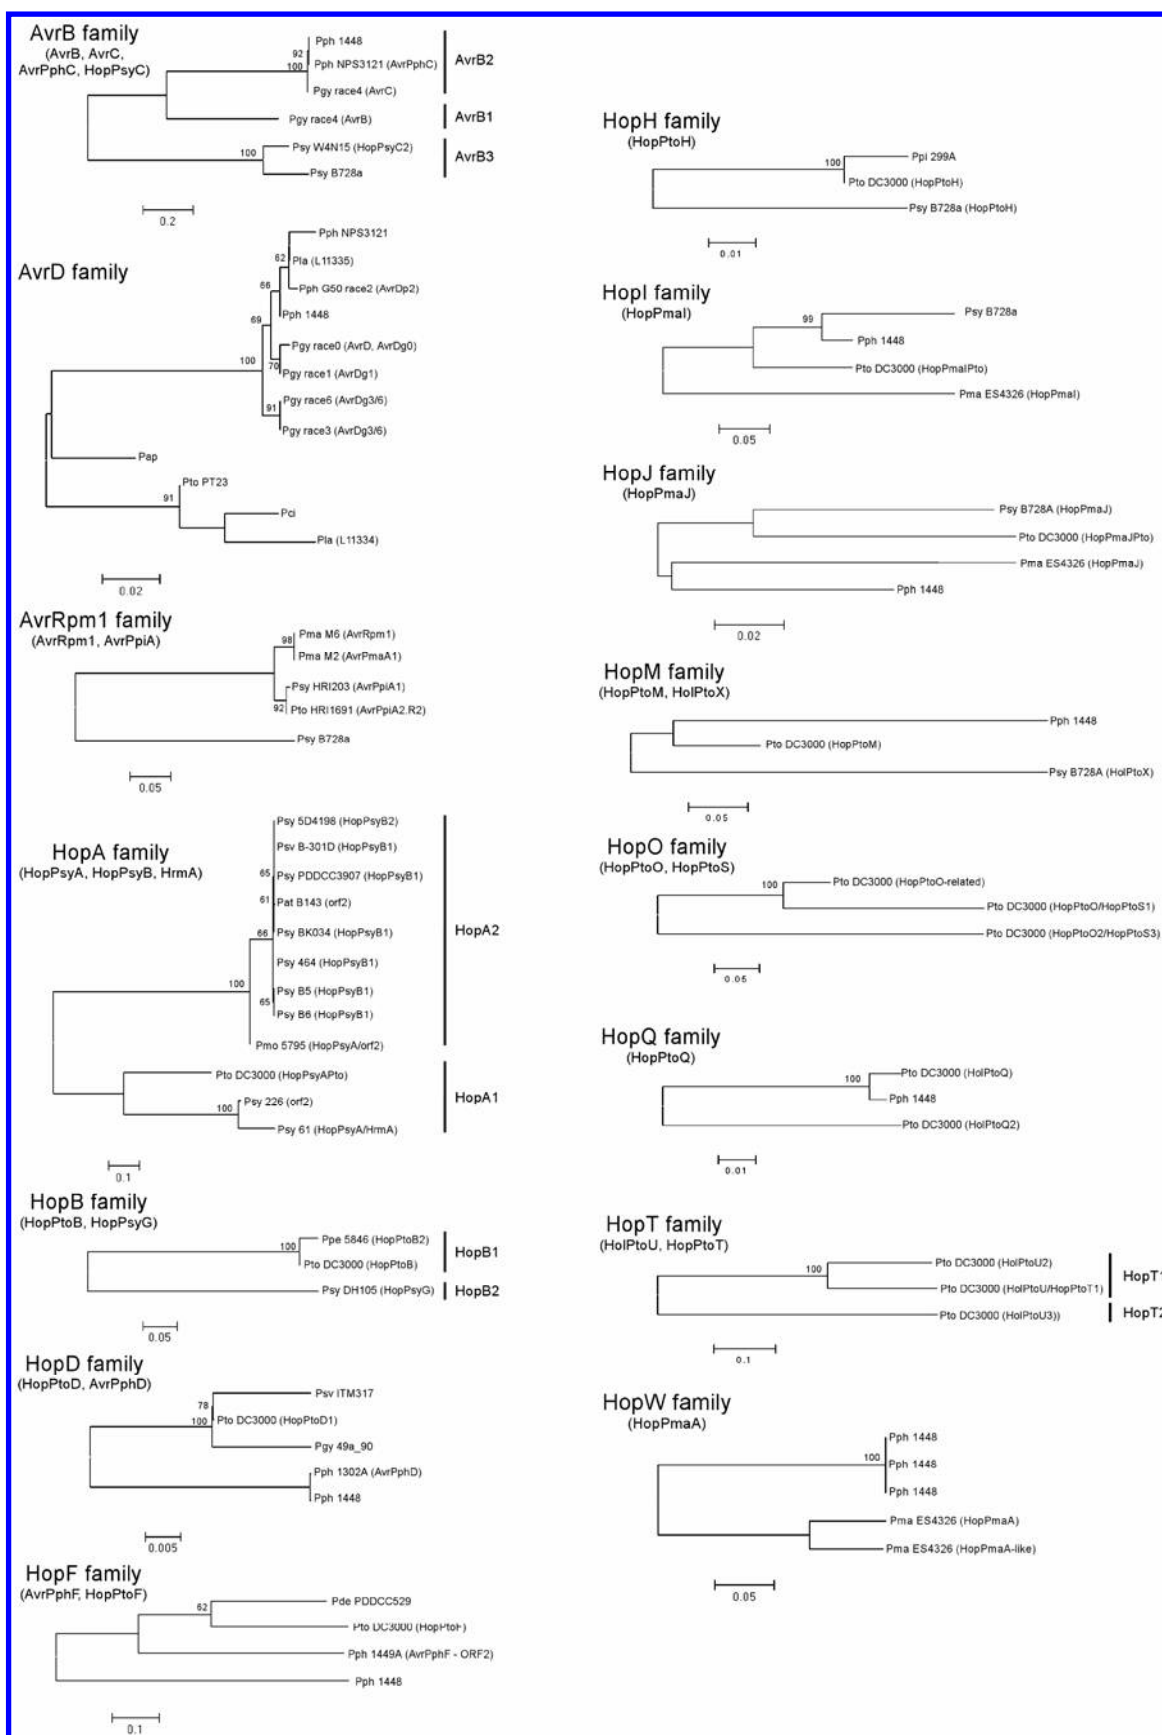 AvrB family
(AvrB, AvrC,
AvrPphC, HopPsyC)
Pph 1448
92
Pph NPS3121 (AvrPphC)
100
Pgy race4 (AvrC)
AvrB2
Pgy race4 (AvrB)
AvrB1
Psy W4N15 (HopPsyC2)
100
Psy B728a
AvrB3
0.2
AvrD family
Pph NPS3121
62
Pla (L11335)
66
Pph G50 race2 (AvrDp2)
Pph 1448
69
Pgy race0 (AvrD, AvrDg0)
100
70
Pgy race1 (AvrDg1)
Pgy race6 (AvrDg3/6)
91
Pgy race3 (AvrDg3/6)
Pap
Pto PT23
91
Pci
Pla (L11334)
0.02
AvrRpm1 family
(AvrRpm1, AvrPpiA)
Pma M6 (AvrRpm1)
98
Pma M2 (AvrPmaA1)
Psy HRI203 (AvrPpiA1)
92
Pto HRI1691 (AvrPpiA2.R2)
Psy B728a
0.05
HopA family
(HopPsyA, HopPsyB, HrmA)
Psy 5D4198 (HopPsyB2)
Psv B-301D (HopPsyB1)
65
Psy PDDCC3907 (HopPsyB1)
61
Pat B143 (orf2)
66
Psy BK034 (HopPsyB1)
HopA2
Psy 464 (HopPsyB1)
100
Psy B5 (HopPsyB1)
65
Psy B6 (HopPsyB1)
Pmo 5795 (HopPsyA/orf2)
Pto DC3000 (HopPsyAPto)
HopA1
Psy 226 (orf2)
100
Psy 61 (HopPsyA/HrmA)
0.1
HopB family
(HopPtoB, HopPsyG)
Ppe 5846 (HopPtoB2)
100
Pto DC3000 (HopPtoB)
HopB1
Psy DH105 (HopPsyG)
HopB2
0.05
HopD family
(HopPtoD, AvrPphD)
Psv ITM317
78
100
Pto DC3000 (HopPtoD1)
Pgy 49a_90
Pph 1302A (AvrPphD)
Pph 1448
0.005
HopF family
(AvrPphF, HopPtoF)
Pde PDDCC529
62
Pto DC3000 (HopPtoF)
Pph 1449A (AvrPphF - ORF2)
Pph 1448
0.1
HopH family
(HopPtoH)
Ppi 299A
100
Pto DC3000 (HopPtoH)
Psy B728a (HopPtoH)
0.01
HopI family
(HopPmaI)
Psy B728a
99
Pph 1448
Pto DC3000 (HopPmaIPto)
Pma ES4326 (HopPmaI)
0.05
HopJ family
(HopPmaJ)
Psy B728A (HopPmaJ)
Pto DC3000 (HopPmaJPto)
Pma ES4326 (HopPmaJ)
Pph 1448
0.02
HopM family
(HopPtoM, HolPtoX)
Pph 1448
Pto DC3000 (HopPtoM)
Psy B728A (HolPtoX)
0.05
HopO family
(HopPtoO, HopPtoS)
100
Pto DC3000 (HopPtoO-related)
Pto DC3000 (HopPtoO/HopPtoS1)
Pto DC3000 (HopPtoO2/HopPtoS3)
0.05
HopQ family
(HopPtoQ)
Pto DC3000 (HolPtoQ)
100
Pph 1448
Pto DC3000 (HolPtoQ2)
0.01
HopT family
(HolPtoU, HopPtoT)
Pto DC3000 (HolPtoU2)
100
HopT1
Pto DC3000 (HolPtoU/HopPtoT1)
Pto DC3000 (HolPtoU3))
HopT2
0.1
HopW family
(HopPmaA)
Pph 1448
100
Pph 1448
Pph 1448
Pma ES4326 (HopPmaA)
Pma ES4326 (HopPmaA-like)
0.05